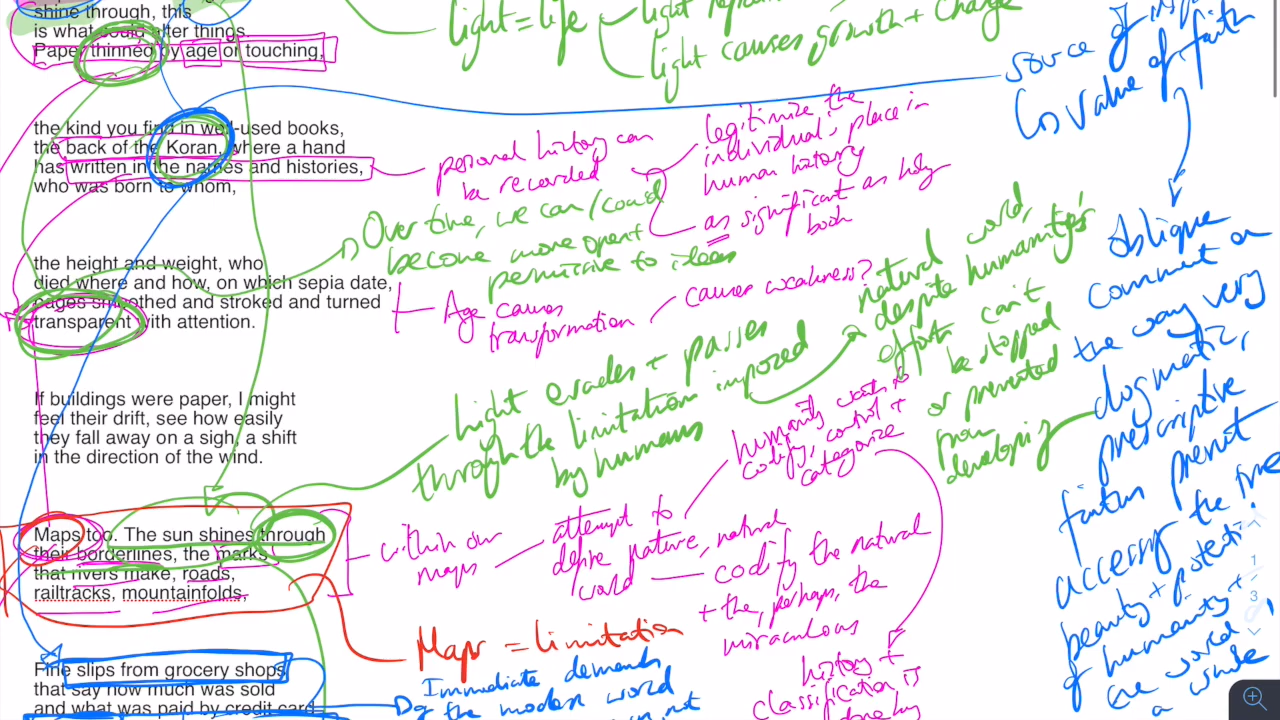 shine through, this
is what could alter things.
Paper thinned by age or touching,
the kind you find in well-used books,
the back of the Koran, where a hand
has written in the names and histories,
who was born to whom,
the height and weight, who
died where and how, on which sepia date,
pages smoothed and stroked and turned
transparent with attention.
If buildings were paper, I might
feel their drift, see how easily
they fall away on a sigh, a shift
in the direction of the wind.
Maps too. The sun shines through
their borderlines, the marks
that rivers make, roads,
railtracks, mountainfolds,
Fine slips from grocery shops
that say how much was sold
and what was paid by credit card
light = life
light causes growth + change
source of
↳ value of faith
personal history can
be recorded
legitimize the
individual's place in
human history
as significant as holy
book
Over time, we can/could
become more open +
permissive to ideas
Age causes
transformation
causes weakness?
natural world,
despite humanity's
efforts can't
be stopped
or prevented
from
developing
light evades + passes
through the limitation imposed
by humans
humanity wants to
codify, control +
categorize
within our
maps
attempt to
define nature, natural
world
codify the natural
+ the, perhaps, the
miraculous
history +
classification is
done by
Maps = limitation
Immediate demands
of the modern world
not
oblique
comment on
the way very
dogmatic,
prescriptive
faiths prevent
accessing the true
beauty + potential
of humanity +
the world
as a whole
1
3